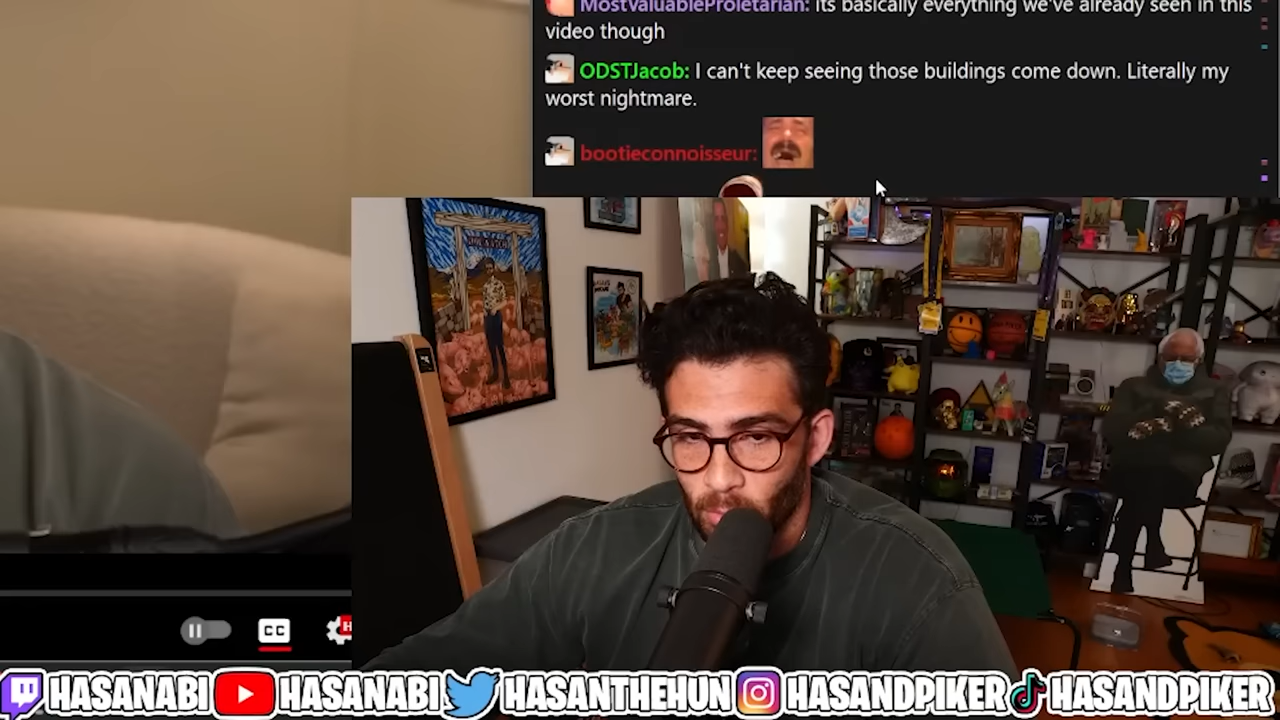 MostValuableProletarian: Its basically everything we've already seen in this
video though
ODSTJacob: I can't keep seeing those buildings come down. Literally my
worst nightmare.
bootieconnoisseur:
CC
H
HASANABI HASANABI HASANTHEHUN HASANDPIKER HASANDPIKER